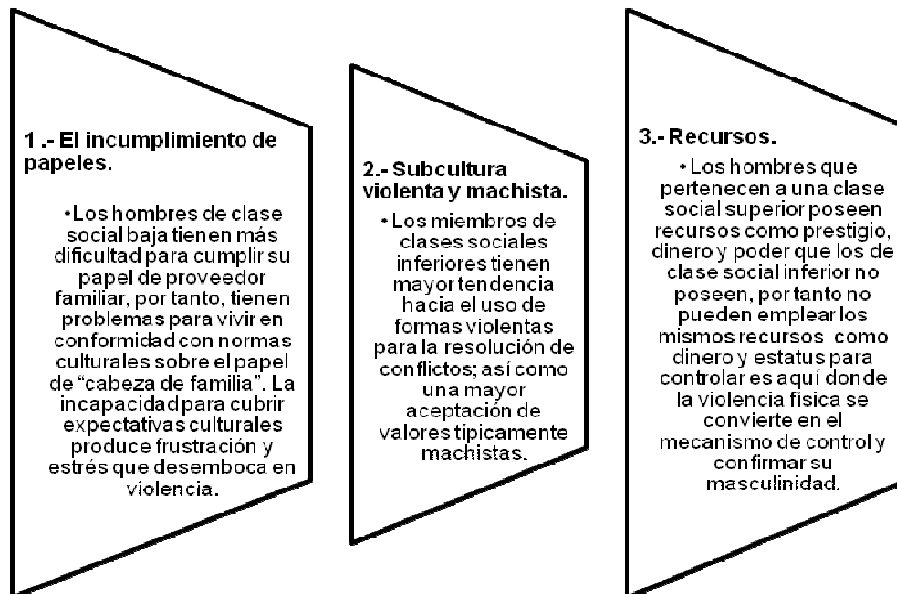 1.- El incumplimiento de
papeles.
•Los hombres de clase
social baja tienen más
dificultad para cumplir su
papel de proveedor
familiar, por tanto, tienen
problemas para vivir en
conformidad con normas
culturales sobre el papel
de “cabeza de familia”. La
incapacidad para cubrir
expectativas culturales
produce frustración y
estrés que desemboca en
violencia.
2.- Subcultura
violenta y machista.
• Los miembros de
clases sociales
inferiores tienen
mayor tendencia
hacia el uso de
formas violentas
para la resolución de
conflictos; así como
una mayor
aceptación de
valores típicamente
machistas.
3.- Recursos.
• Los hombres que
pertenecen a una clase
social superior poseen
recursos como prestigio,
dinero y poder que los de
clase social inferior no
poseen, por tanto no
pueden emplear los
mismos recursos como
dinero y estatus para
controlar es aquí donde
la violencia física se
convierte en el
mecanismo de control y
confirmar su
masculinidad.